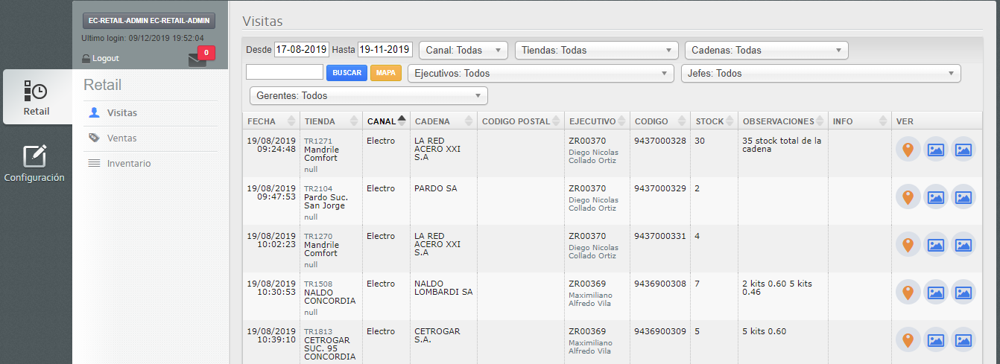 EC-RETAIL-ADMIN EC-RETAIL-ADMIN
Ultimo login: 09/12/2019 19:52:04
Logout
0
Retail
Configuración
Retail
Visitas
Ventas
Inventario
Visitas
Desde 17-08-2019 Hasta 19-11-2019 Canal: Todas Tiendas: Todas Cadenas: Todas
BUSCAR MAPA Ejecutivos: Todos Jefes: Todos
Gerentes: Todos
FECHA TIENDA CANAL CADENA CODIGO POSTAL EJECUTIVO CODIGO STOCK OBSERVACIONES INFO VER
19/08/2019 TR1271 Electro LA RED ZR00370 9437000328 30 35 stock total de la
09:24:48 Mandrile ACERO XXI Diego Nicolas cadena
Comfort S.A Collado Ortiz
null
19/08/2019 TR2104 Electro PARDO SA ZR00370 9437000329 2
09:47:53 Pardo Suc. Diego Nicolas
San Jorge Collado Ortiz
null
19/08/2019 TR1270 Electro LA RED ZR00370 9437000331 4
10:02:23 Mandrile ACERO XXI Diego Nicolas
Comfort S.A Collado Ortiz
null
19/08/2019 TR1508 Electro NALDO ZR00369 9436900308 7 2 kits 0.60 5 kits
10:30:53 NALDO LOMBARDI SA Maximiliano 0.46
CONCORDIA Alfredo Vila
null
19/08/2019 TR1813 Electro CETROGAR ZR00369 9436900309 5 5 kits 0.60
10:39:10 CETROGAR S.A. Maximiliano
SUC. 95 Alfredo Vila
CONCORDIA